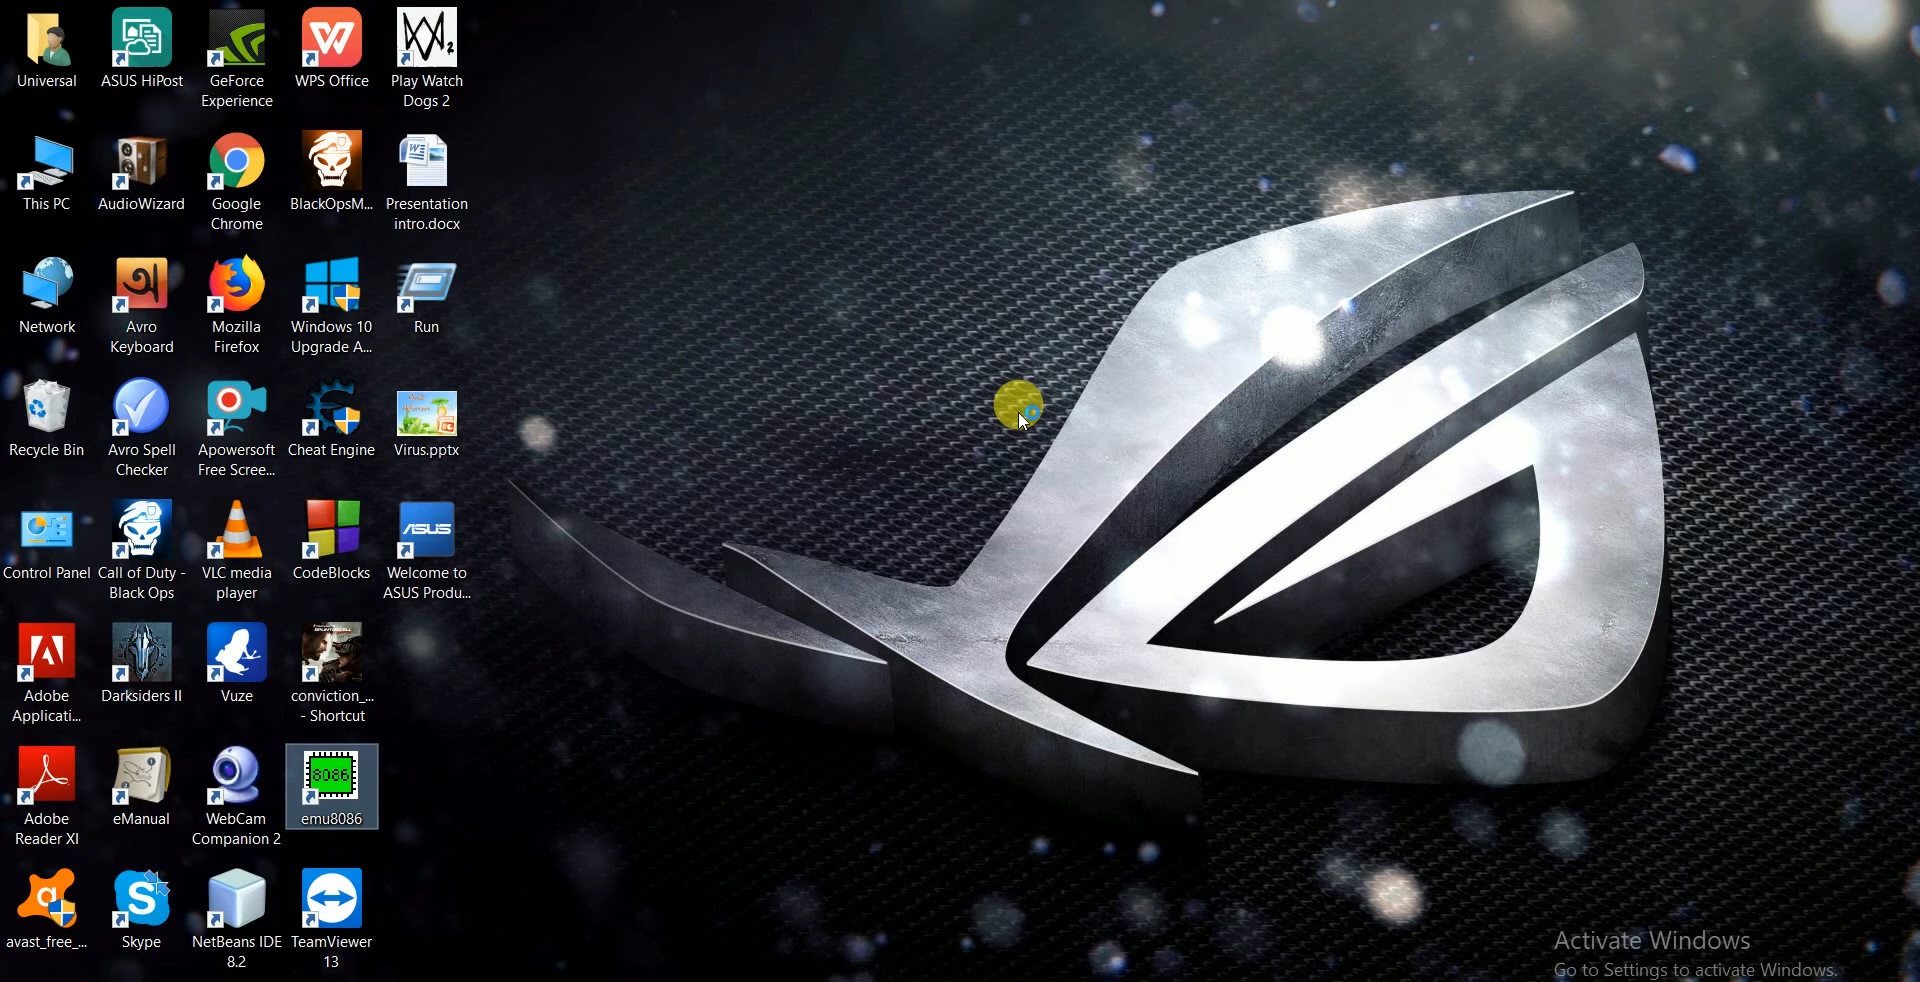 Universal
ASUS HiPost
GeForce
Experience
WPS Office
Play Watch
Dogs 2
This PC
AudioWizard
Google
Chrome
BlackOpsM...
Presentation
intro.docx
Network
Avro
Keyboard
Mozilla
Firefox
Windows 10
Upgrade A...
Run
Recycle Bin
Avro Spell
Checker
Apowersoft
Free Scree...
Cheat Engine
Virus.pptx
Control Panel
Call of Duty -
Black Ops
VLC media
player
CodeBlocks
ASUS
Welcome to
ASUS Produ...
Adobe
Applicati...
Darksiders II
Vuze
conviction_...
- Shortcut
Adobe
Reader XI
eManual
WebCam
Companion 2
8086
emu8086
avast_free_...
Skype
NetBeans IDE
8.2
TeamViewer
13
Activate Windows
Go to Settings to activate Windows.